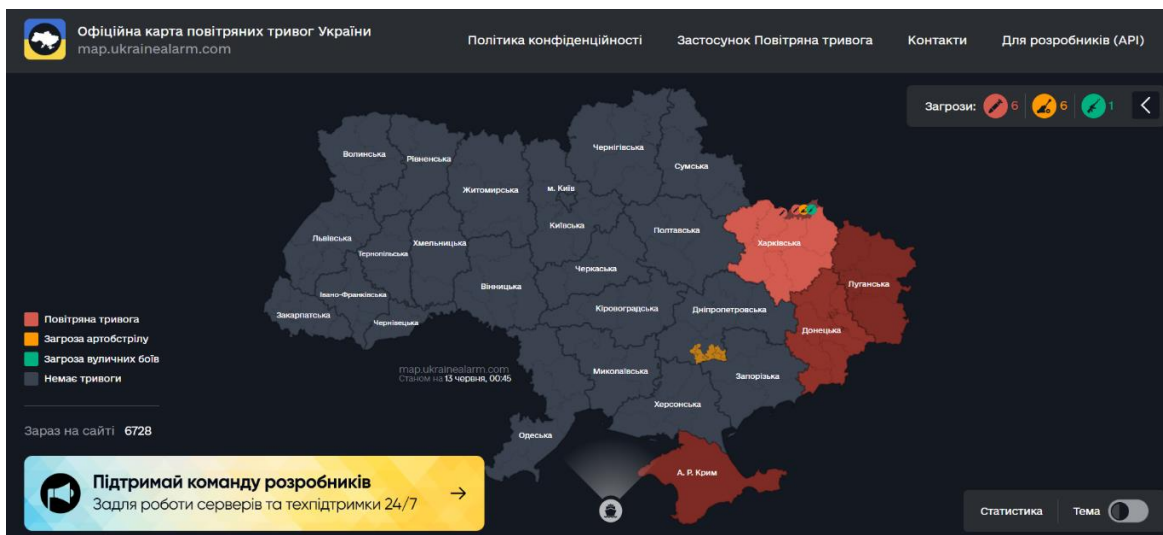 Офіційна карта повітряних тривог України
map.ukrainealarm.com
Політика конфіденційності
Застосунок Повітряна тривога
Контакти
Для розробників (API)
Загрози: 6 6 1
Чернігівська
Волинська
Рівненська
Сумська
Житомирська
м. Київ
Київська
Полтавська
Львівська
Хмельницька
Харківська
Тернопільська
Черкаська
Вінницька
Луганська
Івано-Франківська
Кіровоградська
Дніпропетровська
Закарпатська
Чернівецька
Донецька
Повітряна тривога
Загроза артобстрілу
Загроза вуличних боїв
Немає тривоги
map.ukrainealarm.com
Станом на 13 червня, 00:45
Миколаївська
Запорізька
Херсонська
Зараз на сайті 6728
Одеська
А. Р. Крим
Підтримай команду розробників
Задля роботи серверів та техпідтримки 24/7
Статистика
Тема